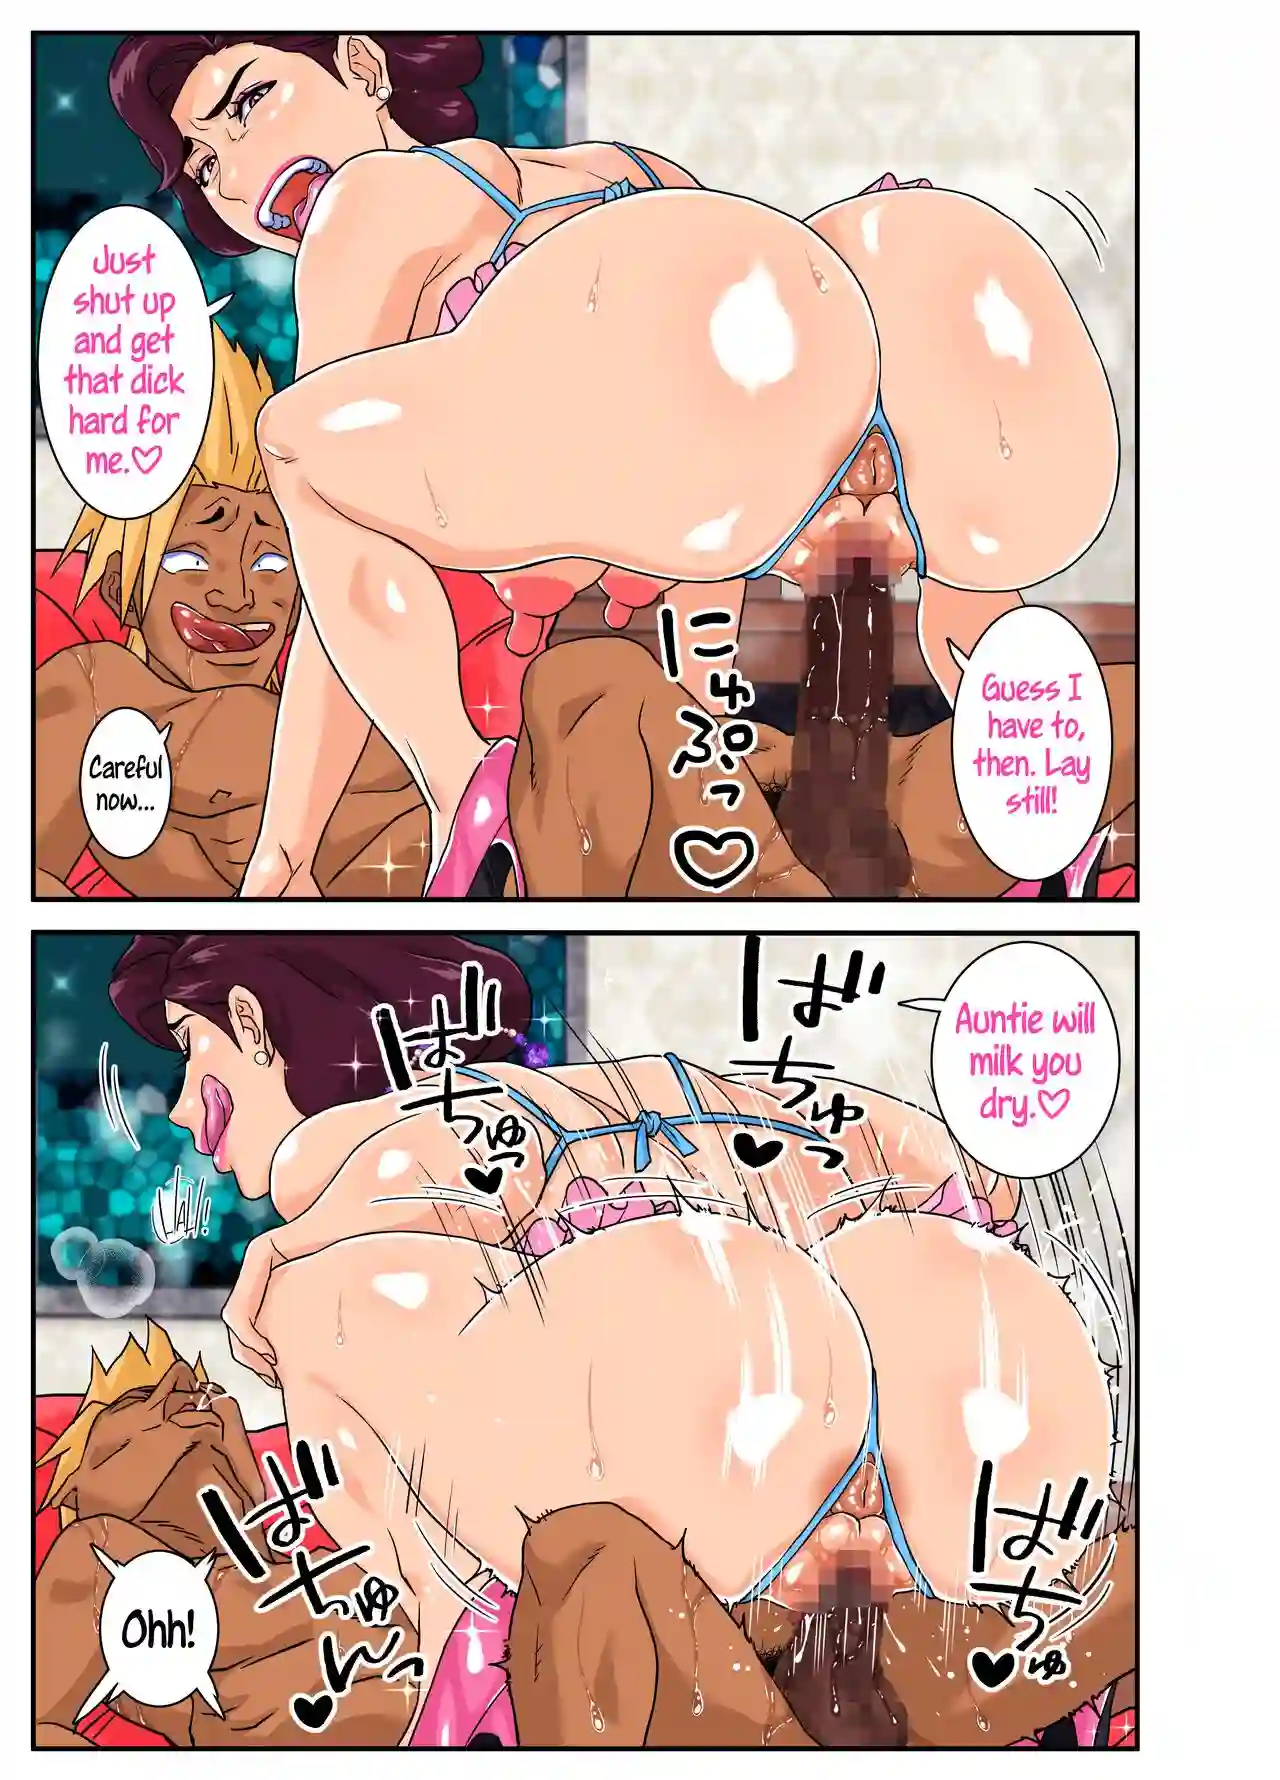 Just
shut up
and get
that dick
hard for
me.♡
Careful
now...
にゅぷっ♡
Guess I
have to,
then. Lay
still!
Auntie will
milk you
dry.♡
ばちゅっ♥
ばちゅっ♥
HAH!
Ohh!
ばちゅんっ♥
ばちゅ♥